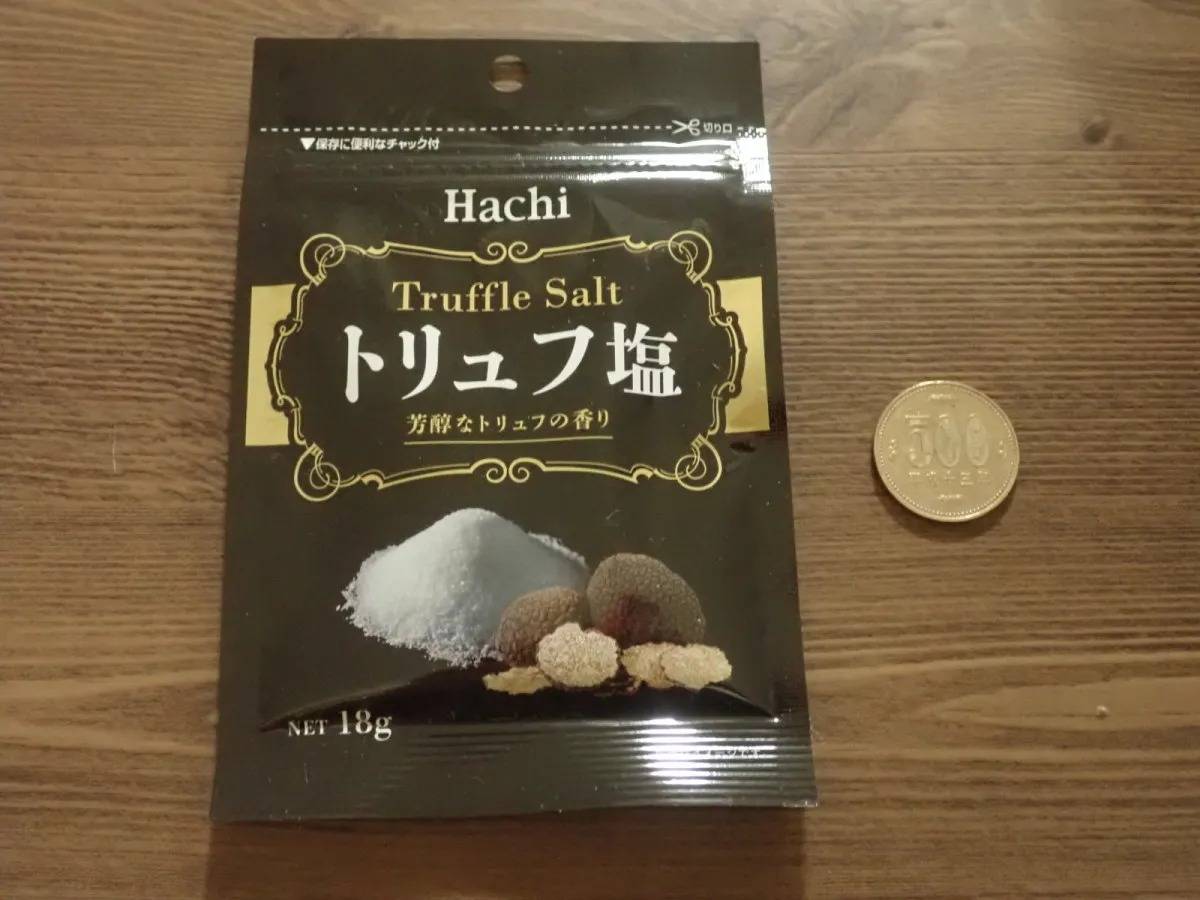 切り口
▼保存に便利なチャック付
Hachi
Truffle Salt
トリュフ塩
芳醇なトリュフの香り
NET 18g
500